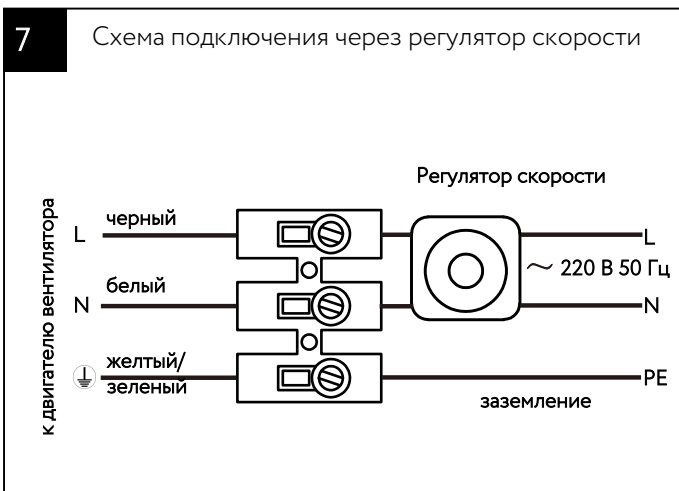 7
Схема подключения через регулятор скорости
Регулятор скорости
к двигателю вентилятора
L
черный
L
~ 220 В 50 Гц
N
белый
N
желтый/
зеленый
PE
заземление